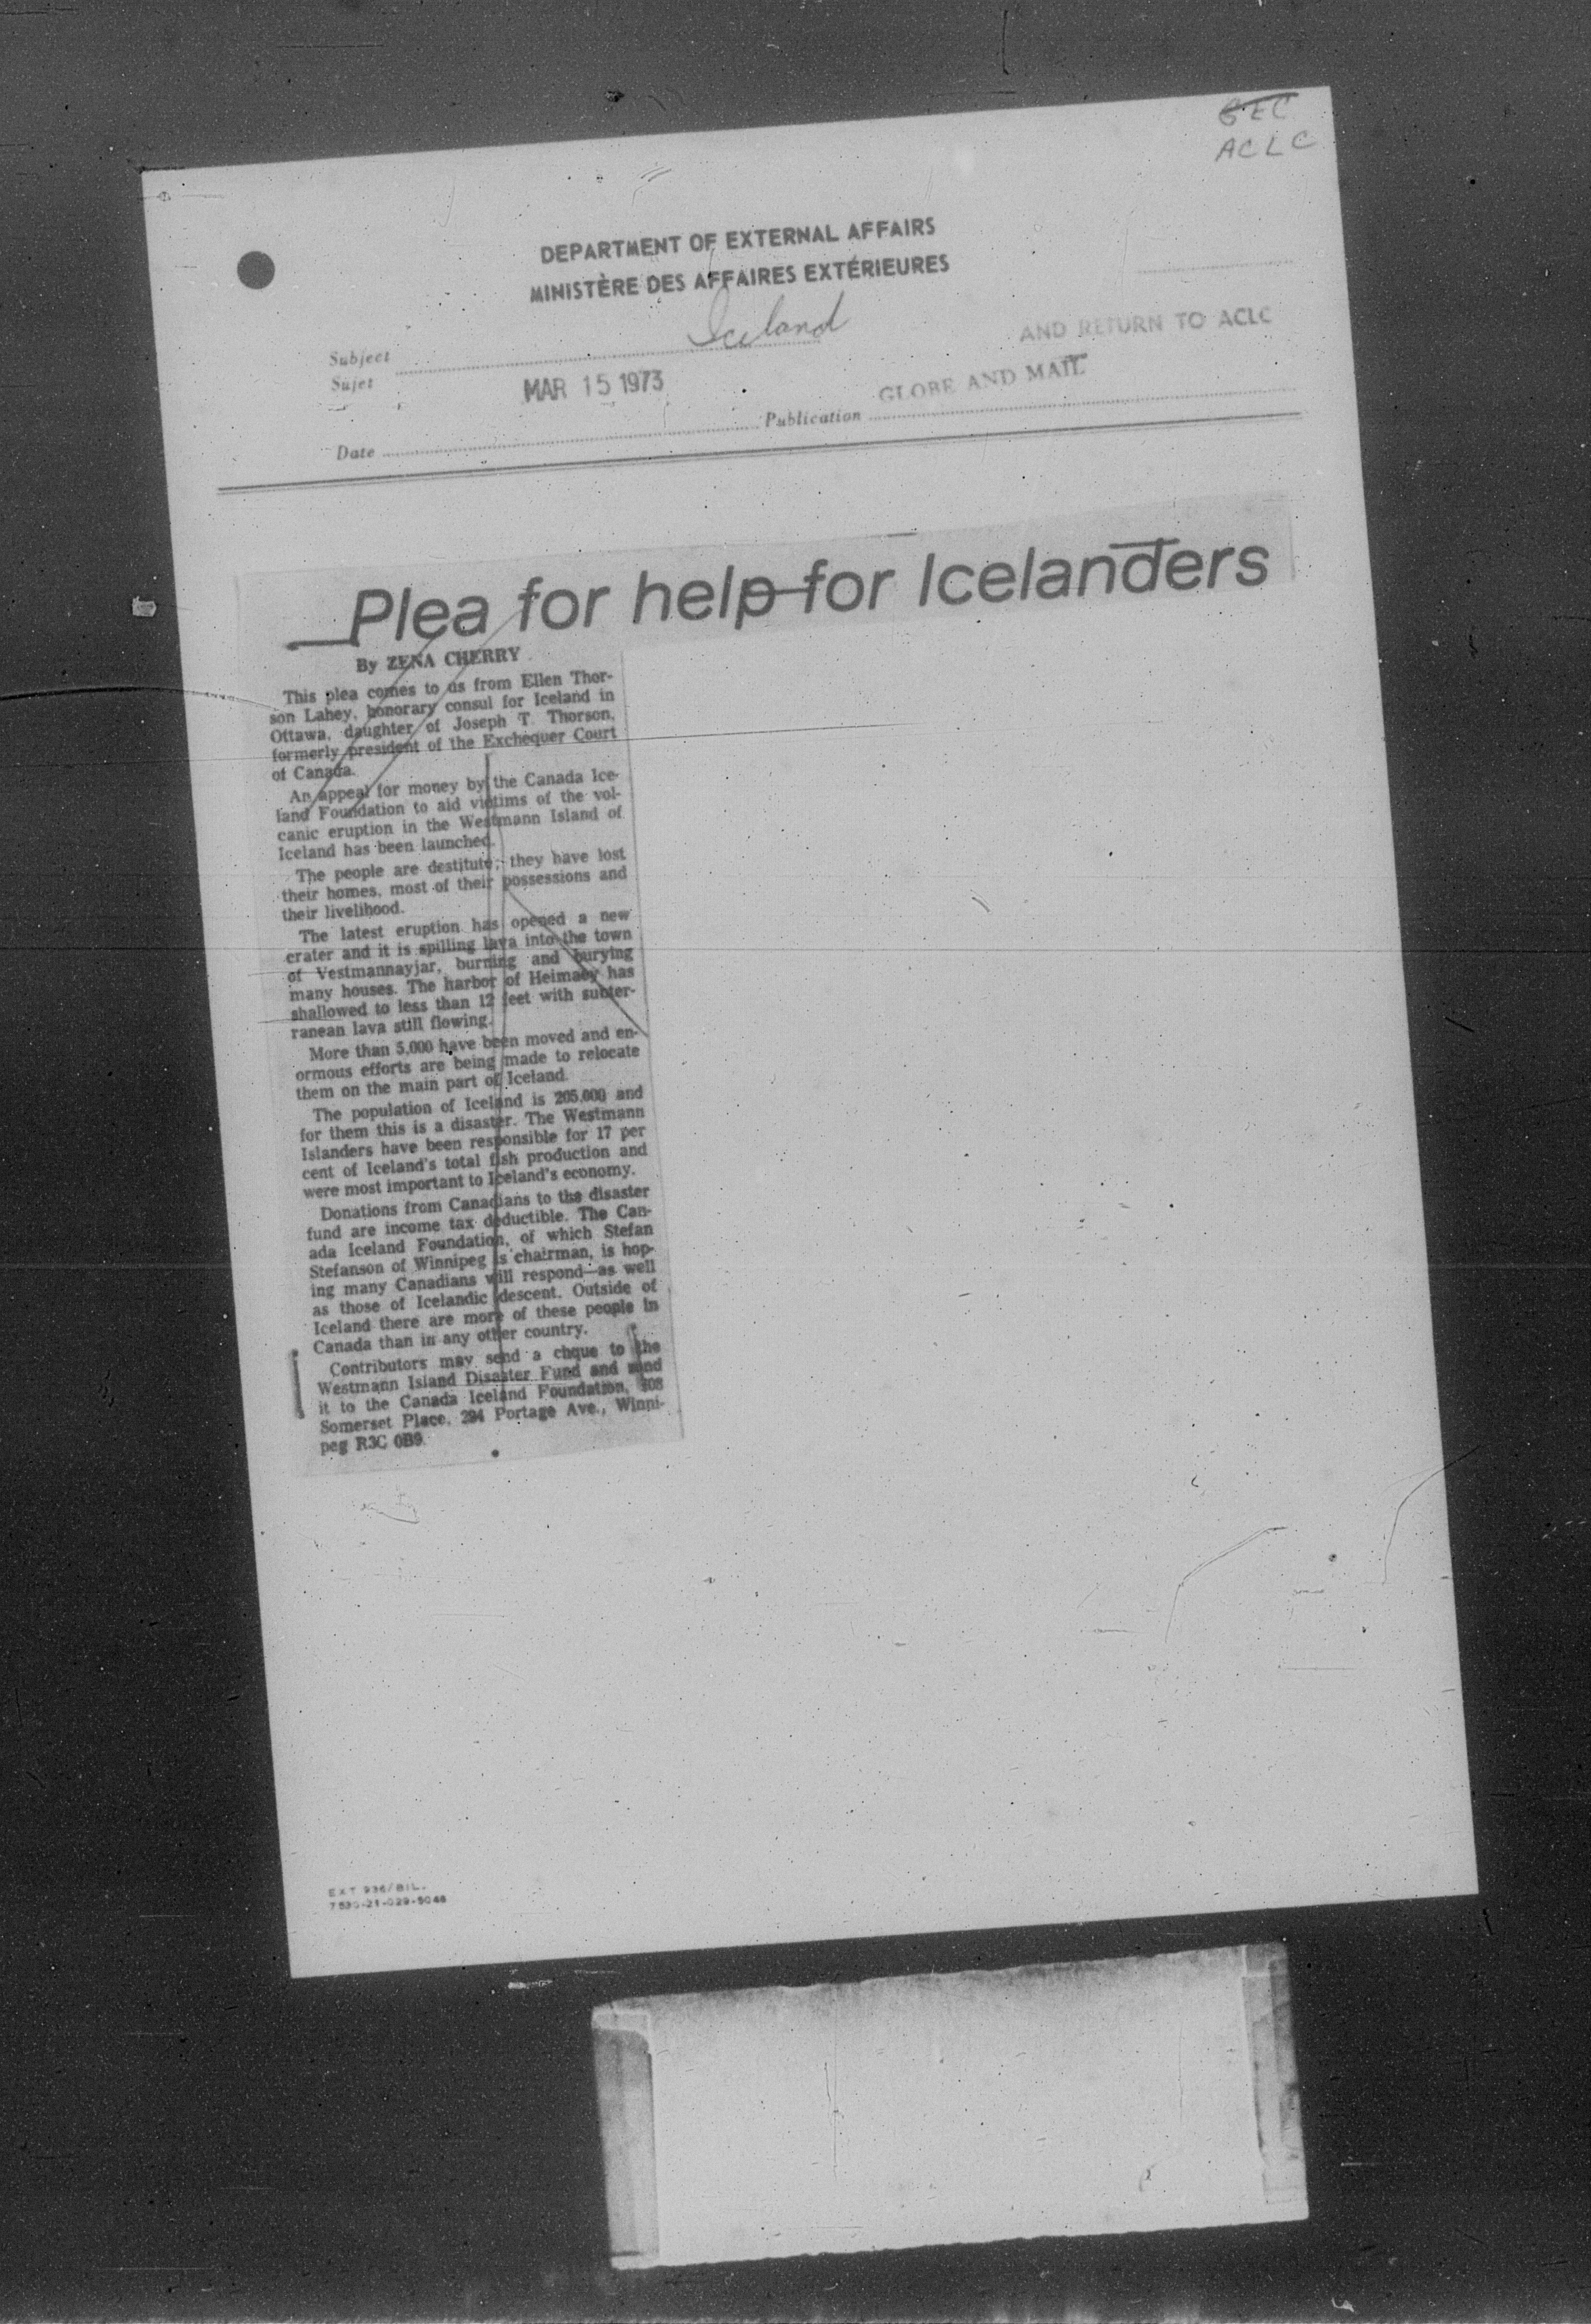 GEC
ACLC
DEPARTMENT OF EXTERNAL AFFAIRS
MINISTÈRE DES AFFAIRES EXTÉRIEURES
Subject Iceland
Sujet
AND RETURN TO ACLC
MAR 15 1973
GLOBE AND MAIL
Date
Publication
Plea for help for Icelanders
By ZENA CHERRY
This plea comes to us from Ellen Thor-
son Lahey, honorary consul for Iceland in
Ottawa, daughter of Joseph T. Thorson,
formerly president of the Exchequer Court
of Canada.
An appeal for money by the Canada Ice-
land Foundation to aid victims of the vol-
canic eruption in the Westmann Island of
Iceland has been launched.
The people are destitute; they have lost
their homes, most of their possessions and
their livelihood.
The latest eruption has opened a new
crater and it is spilling lava into the town
of Vestmannayjar, burning and burying
many houses. The harbor of Heimaey has
shallowed to less than 12 feet with subter-
ranean lava still flowing.
More than 5,000 have been moved and en-
ormous efforts are being made to relocate
them on the main part of Iceland.
The population of Iceland is 205,000 and
for them this is a disaster. The Westmann
Islanders have been responsible for 17 per
cent of Iceland's total fish production and
were most important to Iceland's economy.
Donations from Canadians to the disaster
fund are income tax deductible. The Can-
ada Iceland Foundation, of which Stefan
Stefanson of Winnipeg is chairman, is hop-
ing many Canadians will respond—as well
as those of Icelandic descent. Outside of
Iceland there are more of these people in
Canada than in any other country.
Contributors may send a chque to the
Westmann Island Disaster Fund and send
it to the Canada Iceland Foundation,
Somerset Place, 294 Portage Ave., Winni-
peg R3C 0B9.
EXT 936/BIL.
7530-21-029-5046